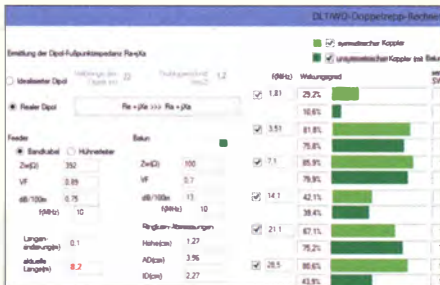 DLTIWQ-Doppelzepp-Rechner
Ermittlung der Dipol-Fußpunktsimpedanz Ra+jXa
symmetrischer Koppler
unsymmetrischer Koppler (mit Balun
Idealisierter Dipol
1,2
Realer Dipol
Re +jXe >>> Ra + jXa
f(MHz) Wirkungsgrad
1,81 29,2%
10,6%
3,51 81,8%
75,8%
7,1 85,9%
79,9%
14,1 42,1%
38,4%
21,1 67,1%
75,2%
28,5 80,6%
43,9%
Feeder
Bandkabel Hühnerleiter
Zw(Ω) 392
VF 0.89
dB/100m 0.75
f(MHz) 10
Längen-
änderung(m) 0.1
aktuelle
Länge(m) 8,2
Balun
Zw(Ω) 100
VF 0.7
dB/100m 13
f(MHz) 10
Ringkern-Abmessungen
Höhe(cm) 1.27
AD(cm) 3.96
ID(cm) 2.27